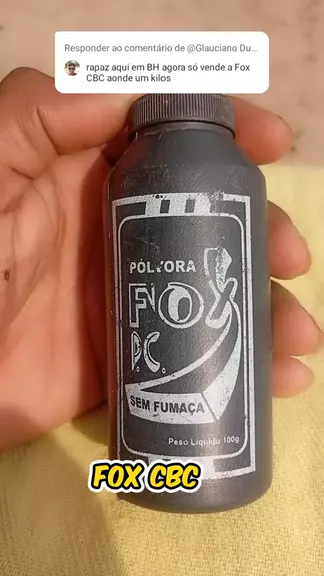 Responder ao comentário de @Glauciano Du...
rapaz aqui em BH agora só vende a Fox
CBC aonde um kilos
PÓLVORA
FOX
P.C.
SEM FUMAÇA
Peso Líquido 100g
FOX CBC